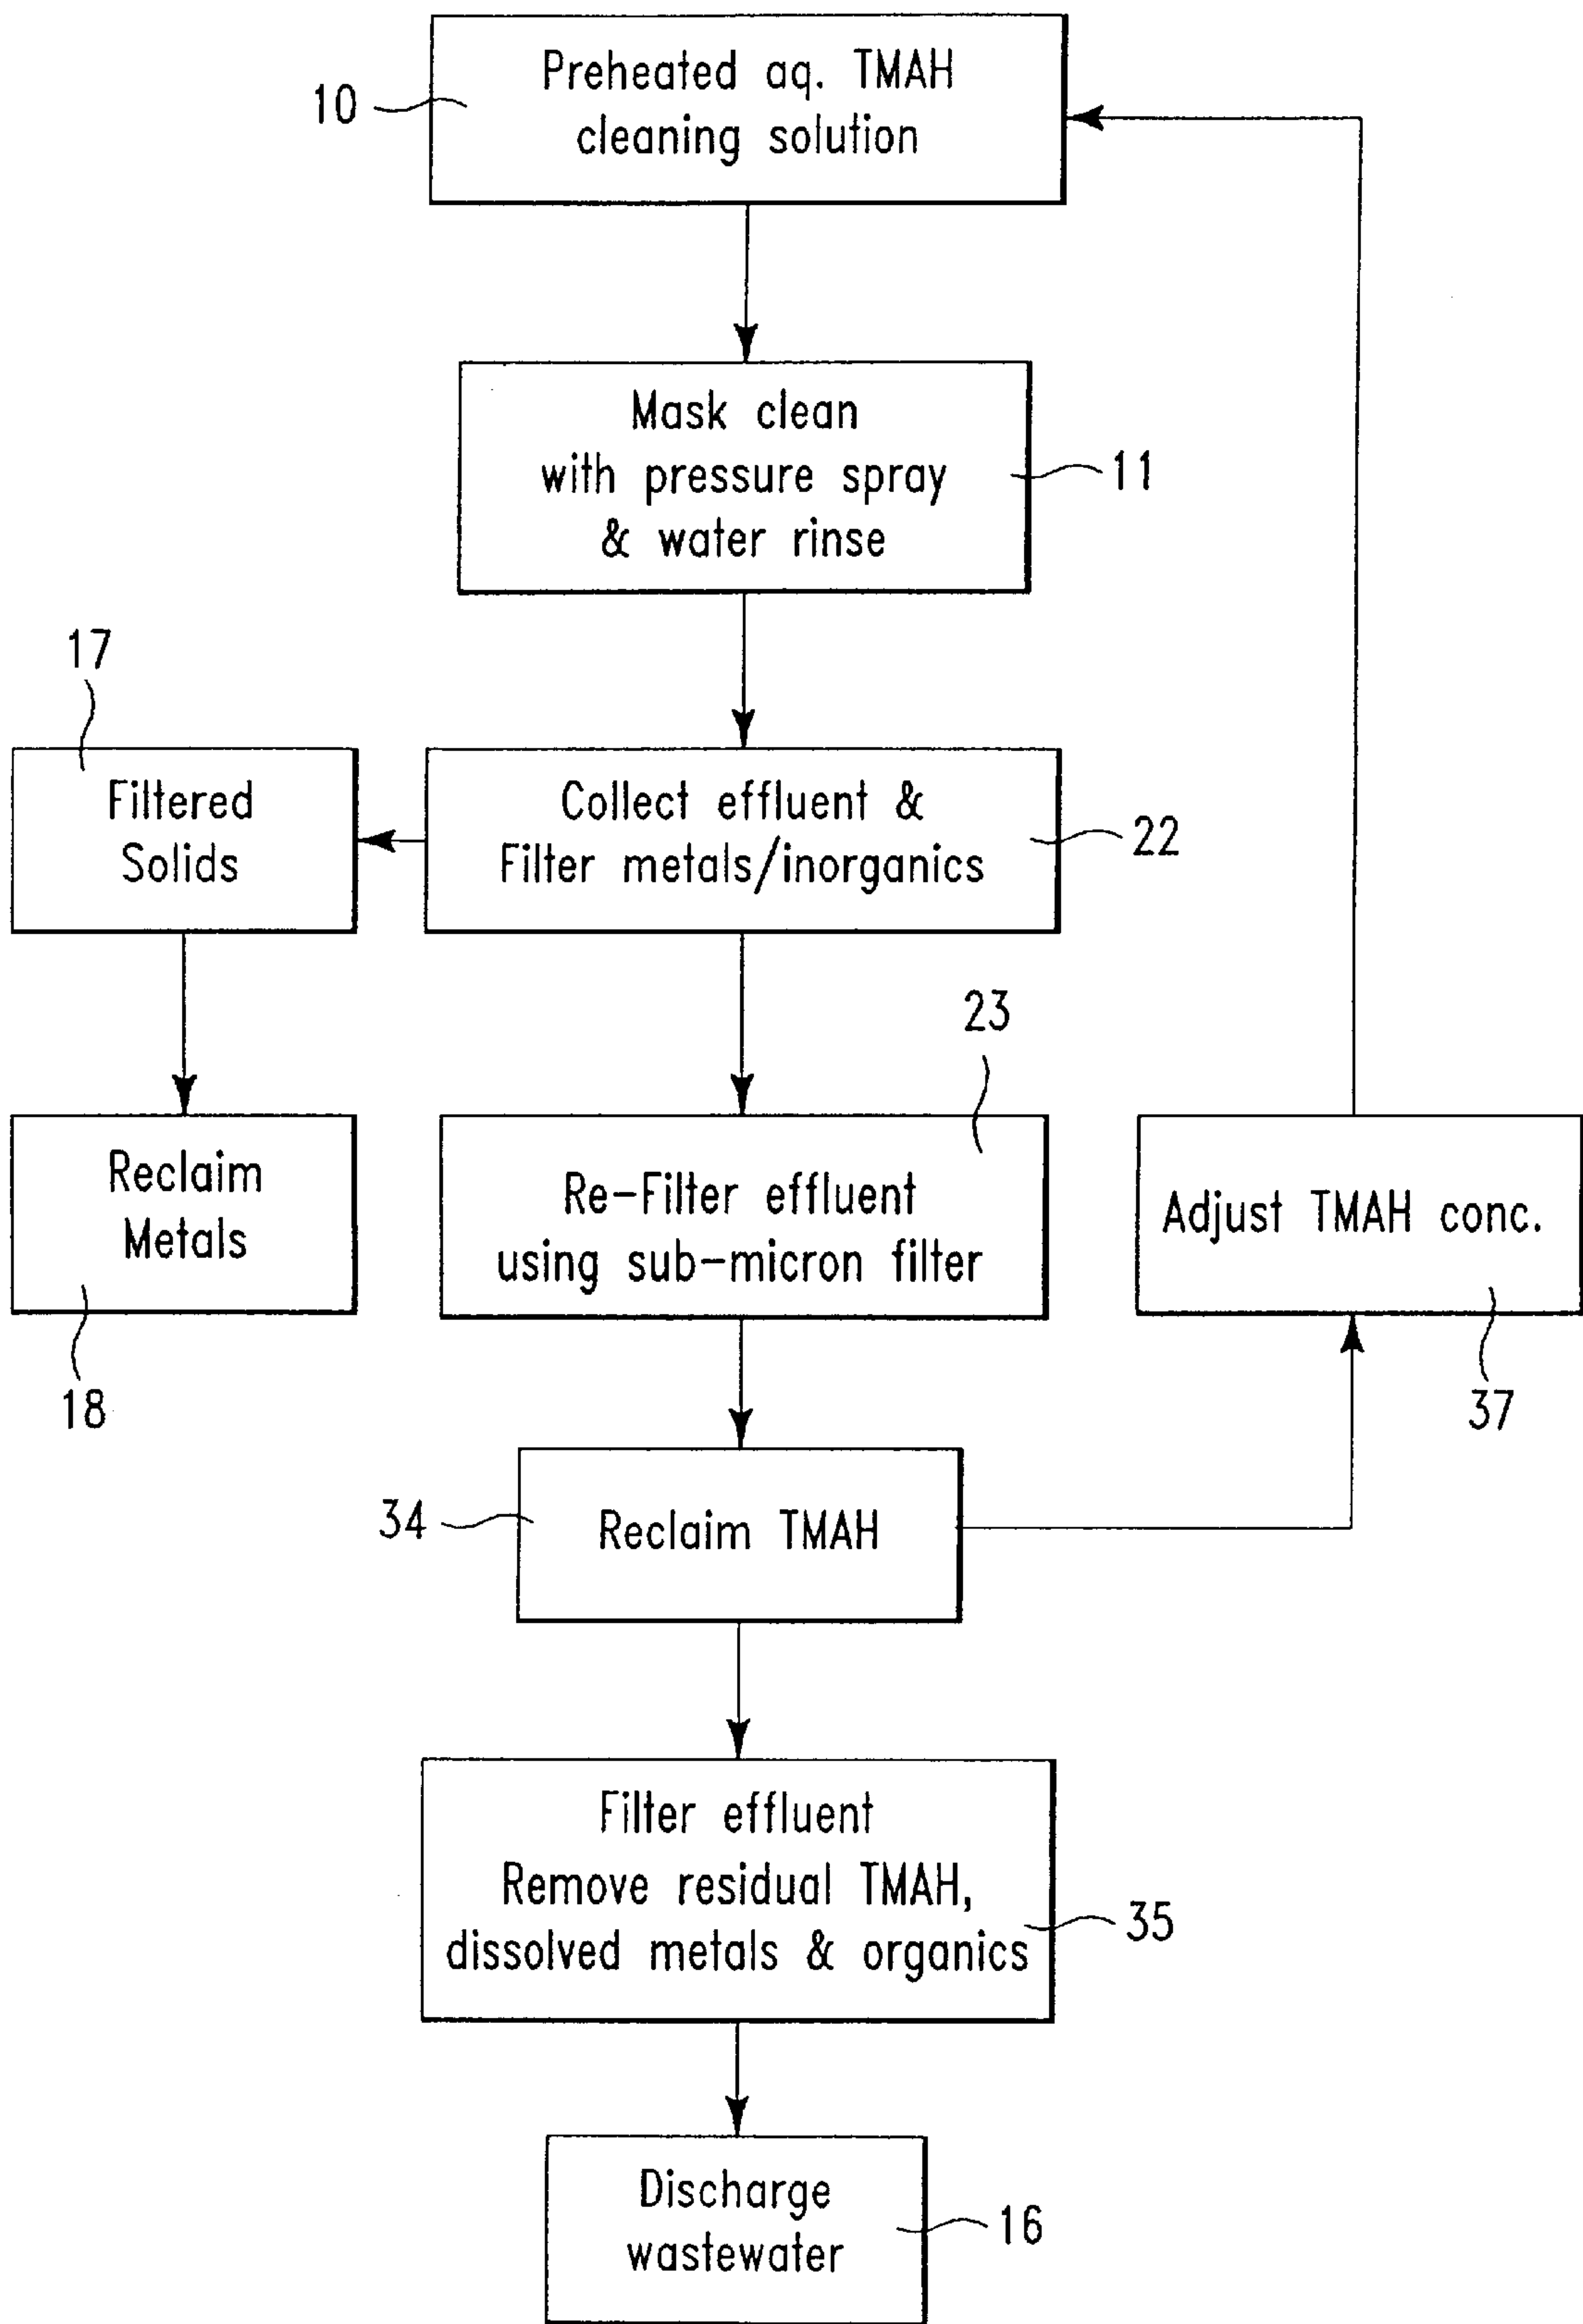 10
Preheated aq. TMAH
cleaning solution
Mask clean
with pressure spray
& water rinse
11
17
Filtered
Solids
Collect effluent &
Filter metals/inorganics
22
23
Reclaim
Metals
18
Re-Filter effluent
using sub-micron filter
Adjust TMAH conc.
37
34
Reclaim TMAH
Filter effluent
Remove residual TMAH,
dissolved metals & organics
35
Discharge
wastewater
16